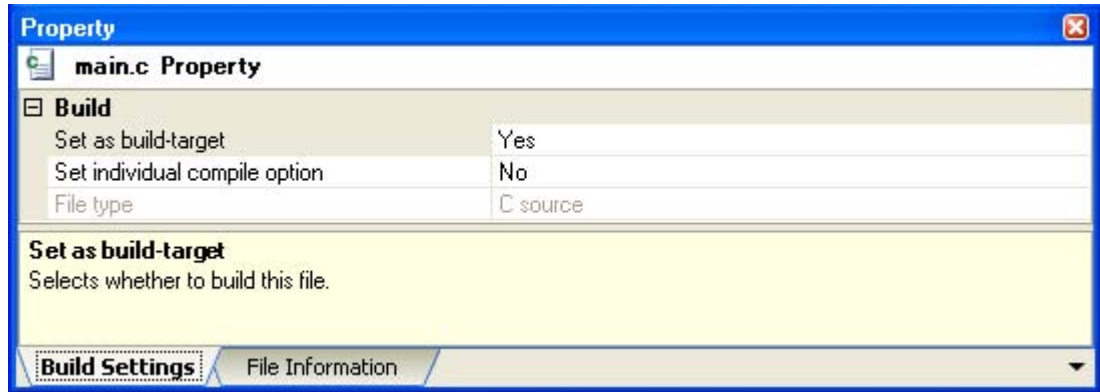 Property
main.c Property
Build
Set as build-target Yes
Set individual compile option No
File type C source
Set as build-target
Selects whether to build this file.
Build Settings File Information